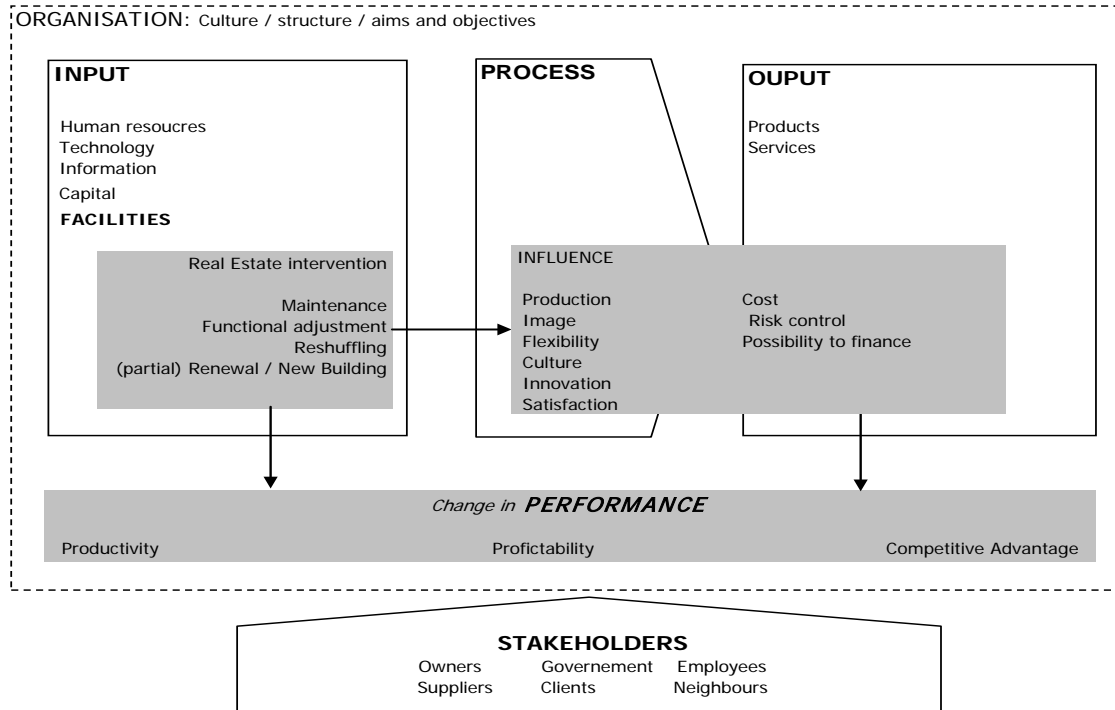 ORGANISATION: Culture / structure / aims and objectives
INPUT
Human resoucres
Technology
Information
Capital
FACILITIES
Real Estate intervention
Maintenance
Functional adjustment
Reshuffling
(partial) Renewal / New Building
PROCESS
OUPUT
Products
Services
INFLUENCE
Production
Image
Flexibility
Culture
Innovation
Satisfaction
Cost
Risk control
Possibility to finance
Change in PERFORMANCE
Productivity
Profictability
Competitive Advantage
STAKEHOLDERS
Owners Governement Employees
Suppliers Clients Neighbours